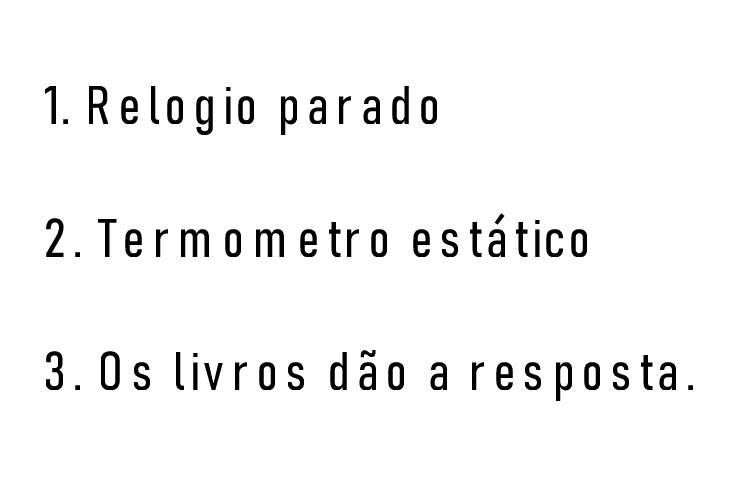 1. Relogio parado
2. Termometro estático
3. Os livros dão a resposta.